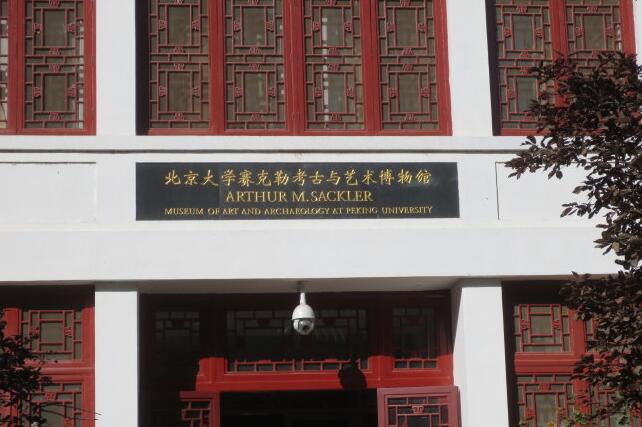 北京大学赛克勒考古与艺术博物馆
ARTHUR M. SACKLER
MUSEUM OF ART AND ARCHAEOLOGY AT PEKING UNIVERSITY